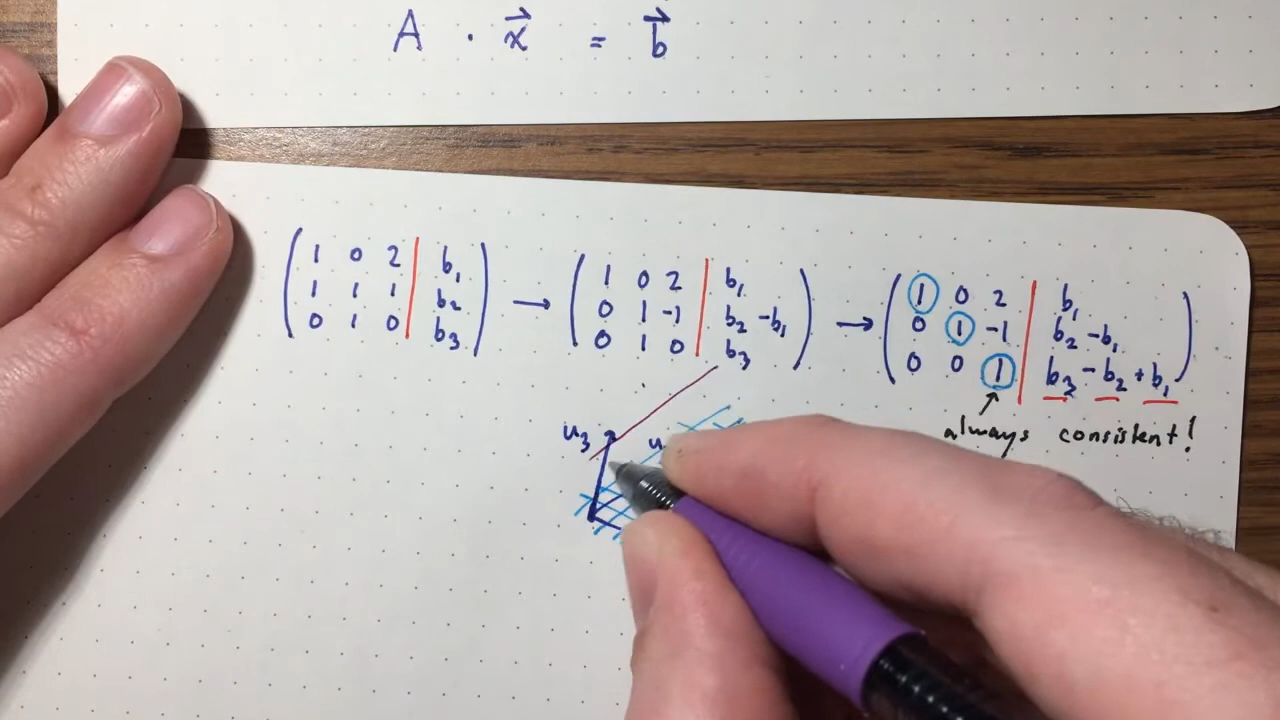 A · x⃗ = b⃗
( 1 0 2 | b₁ ) → ( 1 0 2 | b₁ ) → ( 1 0 2 | b₁ )
( 1 1 1 | b₂ ) ( 0 1 -1 | b₂ -b₁ ) ( 0 1 -1 | b₂ -b₁ )
( 0 1 0 | b₃ ) ( 0 1 0 | b₃ ) ( 0 0 1 | b₃ - b₂ + b₁ )
always consistent!
u₃